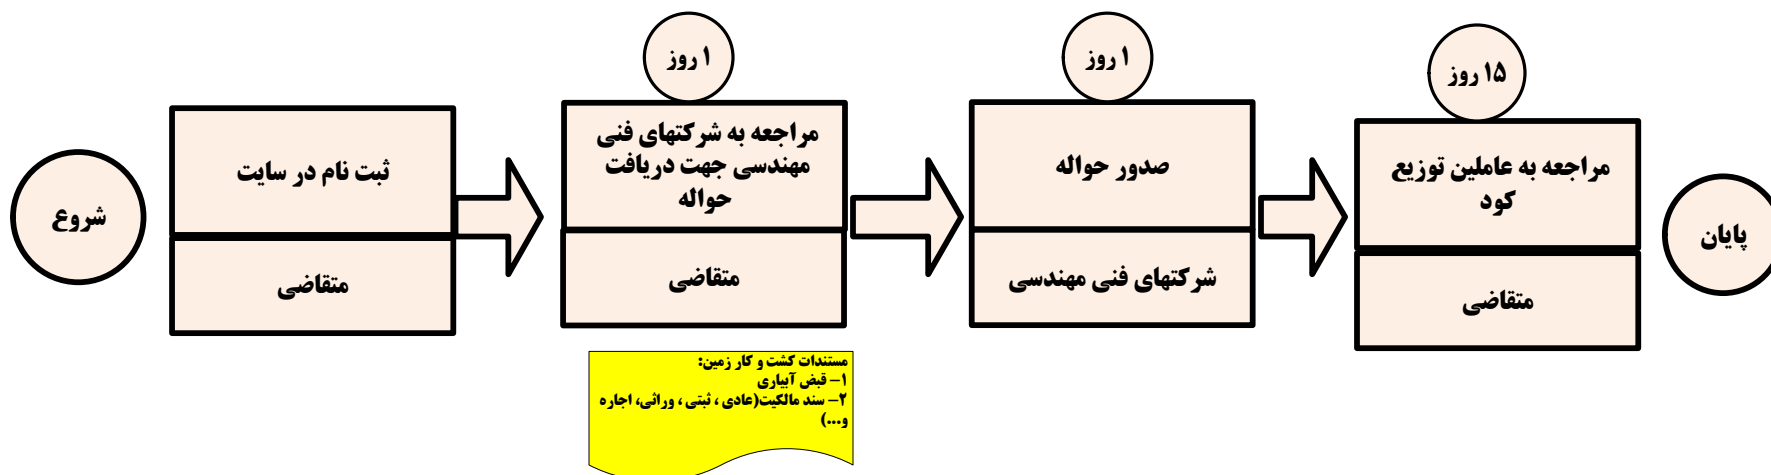 شروع
ثبت نام در سایت
متقاضی
۱ روز
مراجعه به شرکتهای فنی
مهندسی جهت دریافت
حواله
متقاضی
مستندات کشت و کار زمین:
۱– قبض آبیاری
۲– سند مالکیت(عادی ، ثبتی ، وراثی، اجاره
و...)
۱ روز
صدور حواله
شرکتهای فنی مهندسی
۱۵ روز
مراجعه به عاملین توزیع
کود
متقاضی
پایان